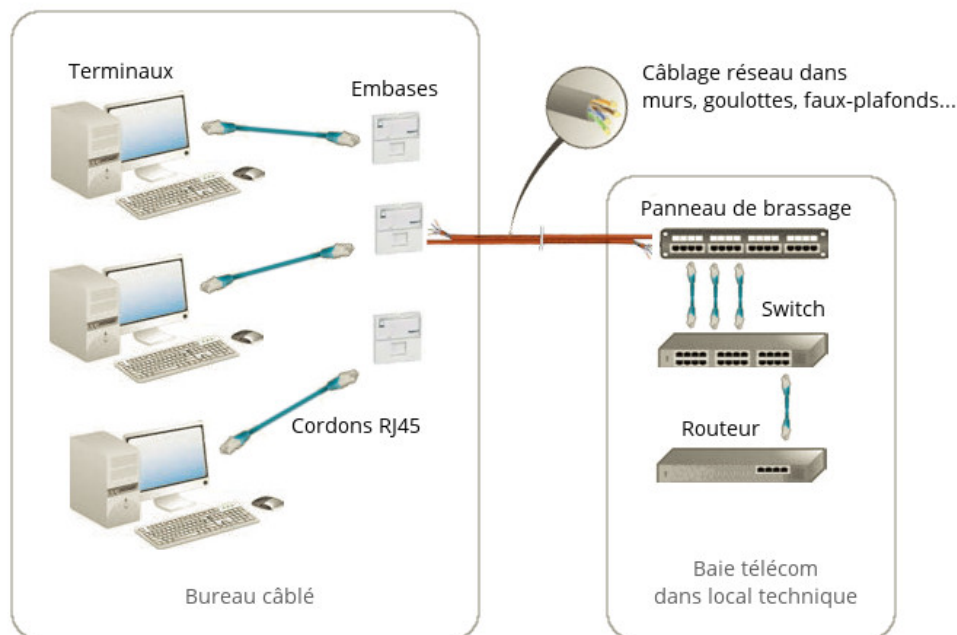 Terminaux
Embases
Câblage réseau dans
murs, goulottes, faux-plafonds...
Panneau de brassage
Switch
Cordons RJ45
Routeur
Bureau câblé
Baie télécom
dans local technique